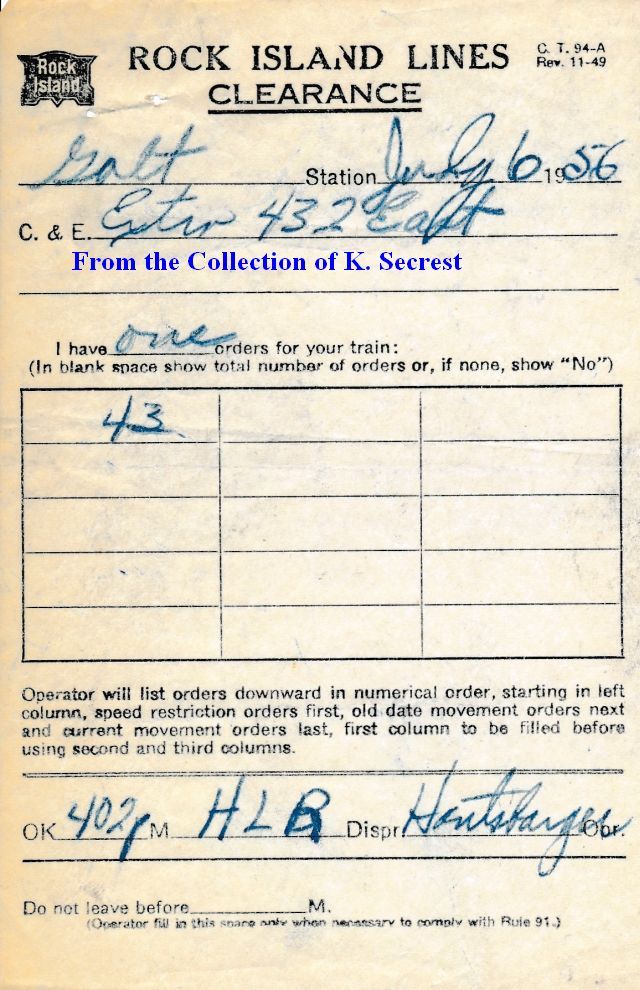 Rock Island
ROCK ISLAND LINES
C. T. 94-A
Rev. 11-49
CLEARANCE
Galt Station July 6 1956
C. & E. Extra 432 East
From the Collection of K. Secrest
I have one orders for your train:
(In blank space show total number of orders or, if none, show "No")
43
Operator will list orders downward in numerical order, starting in left
column, speed restriction orders first, old date movement orders next
and current movement orders last, first column to be filled before
using second and third columns.
OK 402p M HLB Dispr Opr.
Do not leave before M.
(Operator fill in this space only when necessary to comply with Rule 91.)